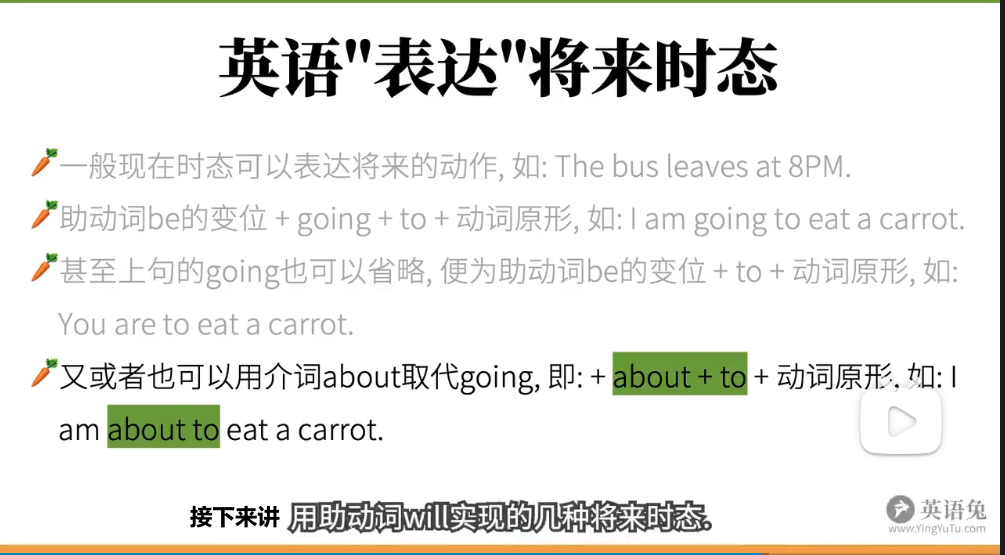 英语"表达"将来时态
一般现在时态可以表达将来的动作, 如: The bus leaves at 8PM.
助动词be的变位 + going + to + 动词原形, 如: I am going to eat a carrot.
甚至上句的going也可以省略, 便为助动词be的变位 + to + 动词原形, 如:
You are to eat a carrot.
又或者也可以用介词about取代going, 即: + about + to + 动词原形, 如: I
am about to eat a carrot.
接下来讲 用助动词will实现的几种将来时态.
英语兔
www.YingYuTu.com